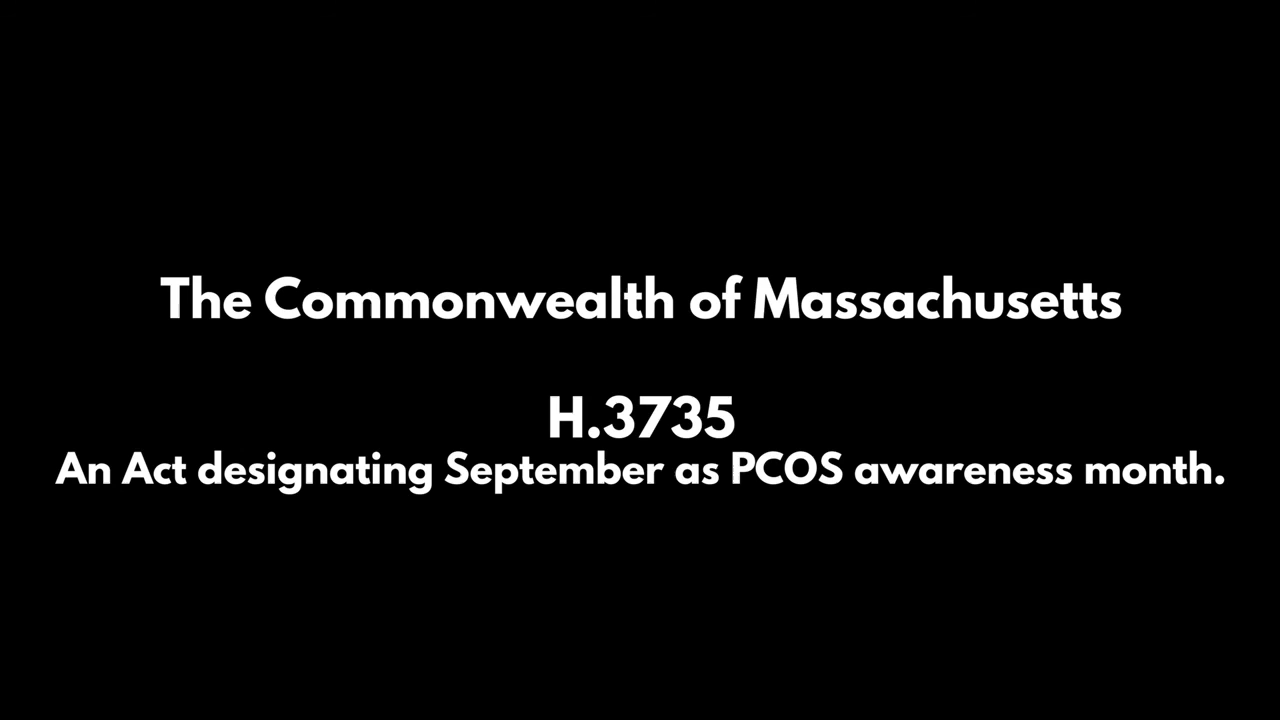 The Commonwealth of Massachusetts
H.3735
An Act designating September as PCOS awareness month.